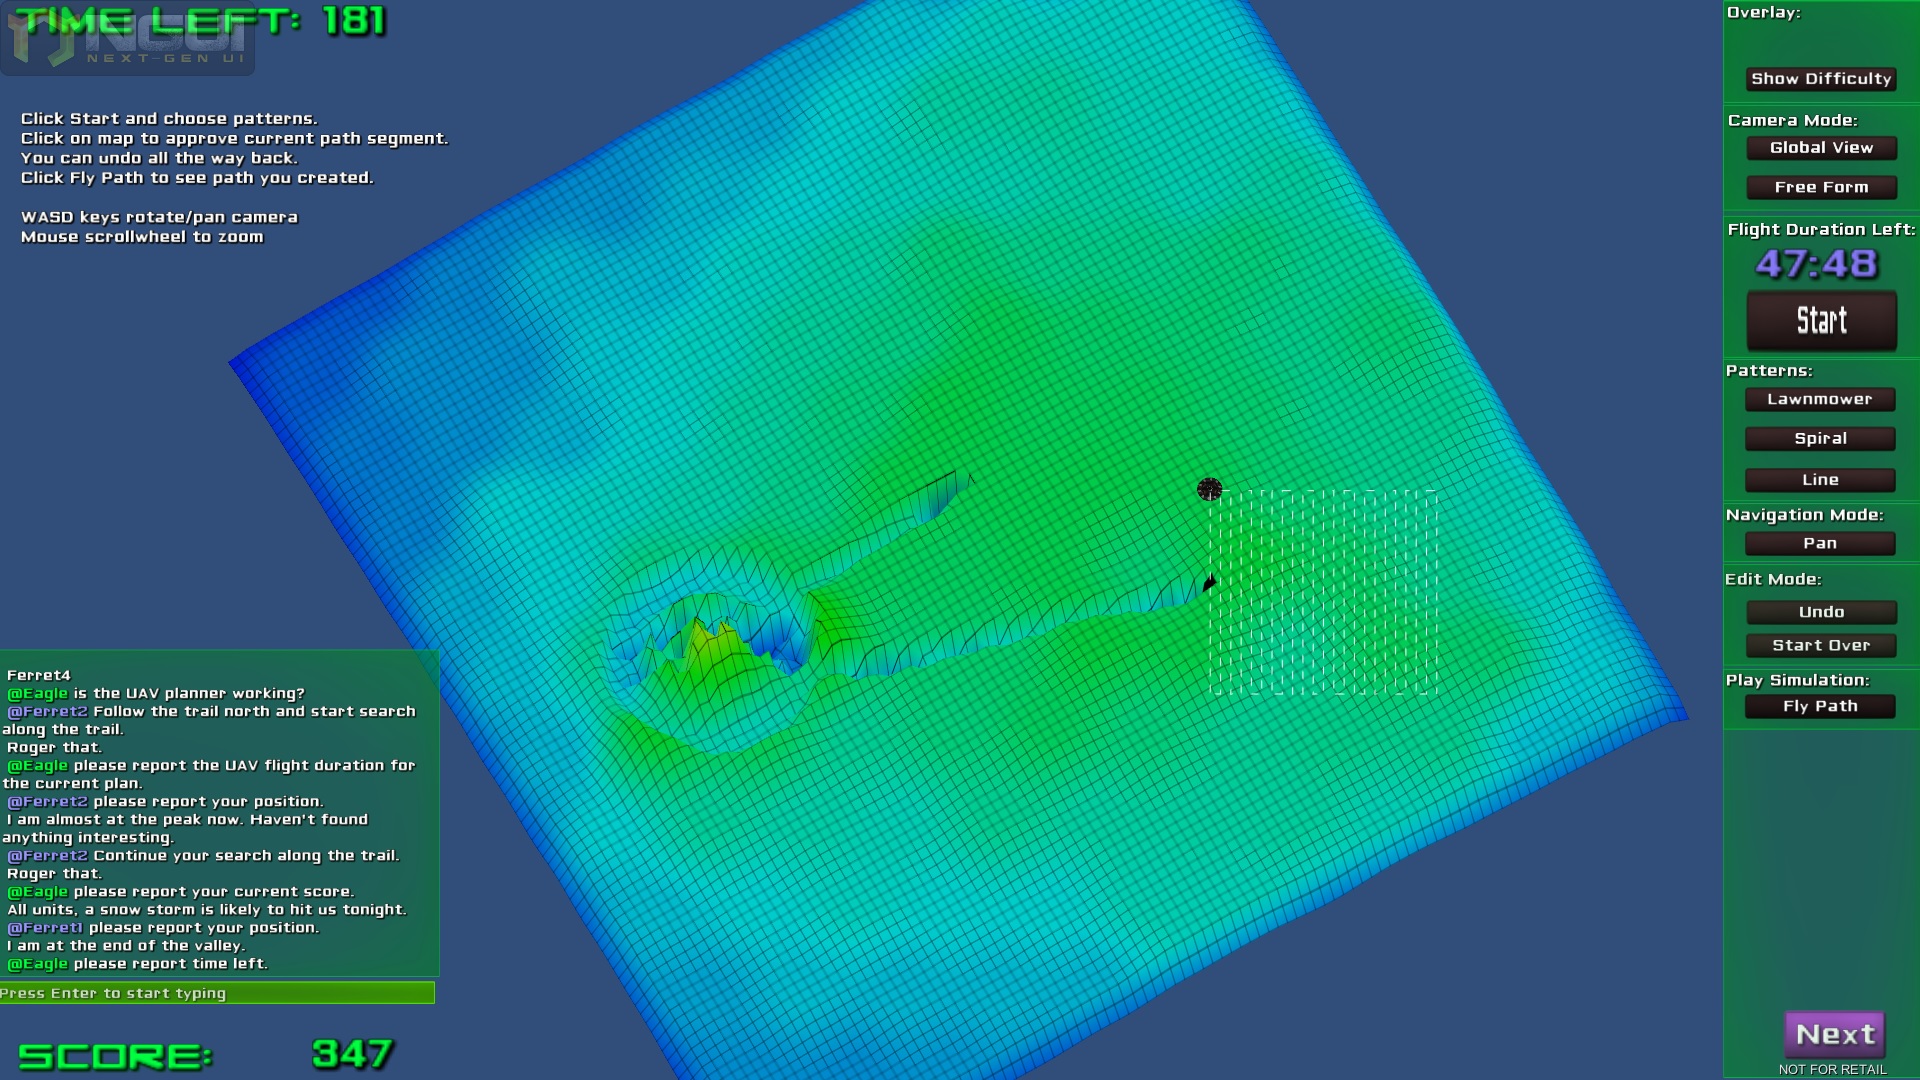 TIME LEFT: 181
NGUI
NEXT-GEN UI
Click Start and choose patterns.
Click on map to approve current path segment.
You can undo all the way back.
Click Fly Path to see path you created.
WASD keys rotate/pan camera
Mouse scrollwheel to zoom
Ferret4
@Eagle is the UAV planner working?
@Ferret2 Follow the trail north and start search
along the trail.
Roger that.
@Eagle please report the UAV flight duration for
the current plan.
@Ferret2 please report your position.
I am almost at the peak now. Haven't found
anything interesting.
@Ferret2 Continue your search along the trail.
Roger that.
@Eagle please report your current score.
All units, a snow storm is likely to hit us tonight.
@Ferret1 please report your position.
I am at the end of the valley.
@Eagle please report time left.
Press Enter to start typing
SCORE: 347
Overlay:
Show Difficulty
Camera Mode:
Global View
Free Form
Flight Duration Left:
47:48
Start
Patterns:
Lawnmower
Spiral
Line
Navigation Mode:
Pan
Edit Mode:
Undo
Start Over
Play Simulation:
Fly Path
Next
NOT FOR RETAIL